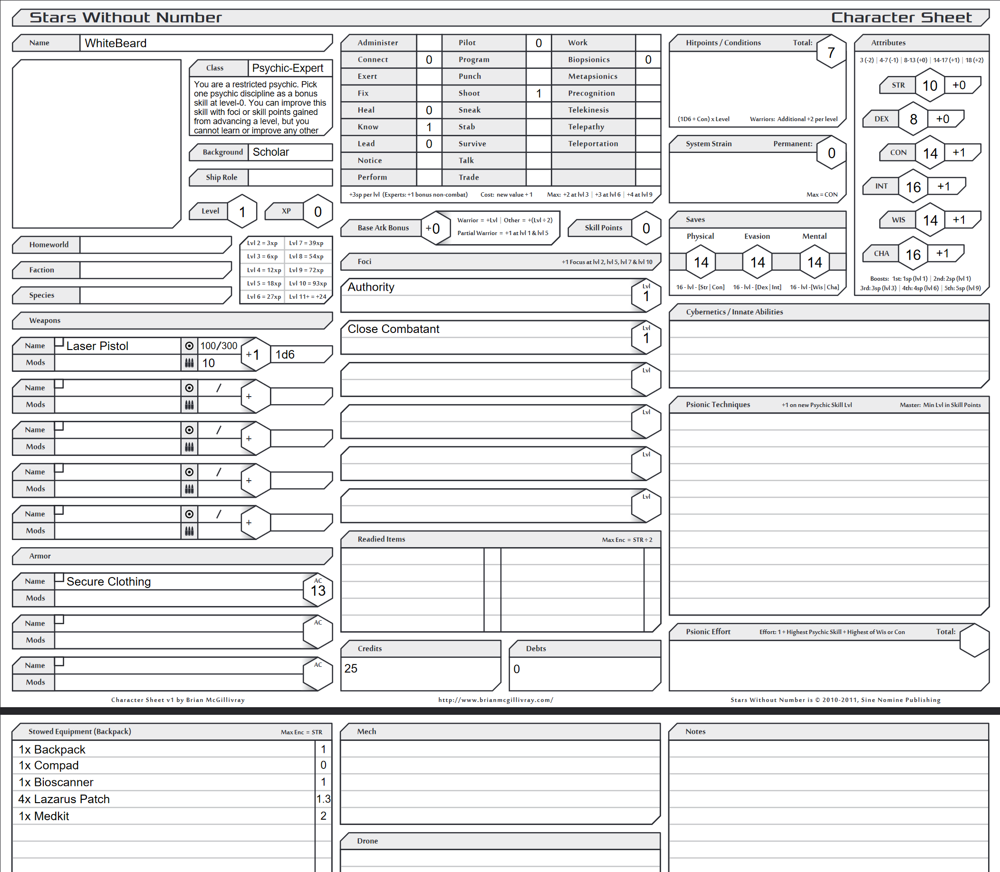 Stars Without Number
Character Sheet
Name WhiteBeard
Class Psychic-Expert
You are a restricted psychic. Pick
one psychic discipline as a bonus
skill at level-0. You can improve this
skill with foci or skill points gained
from advancing a level, but you
cannot learn or improve any other
Background Scholar
Ship Role
Level 1 XP 0
Homeworld
Faction
Species
Lvl 2 = 3xp Lvl 7 = 39xp
Lvl 3 = 6xp Lvl 8 = 54xp
Lvl 4 = 12xp Lvl 9 = 72xp
Lvl 5 = 18xp Lvl 10 = 93xp
Lvl 6 = 27xp Lvl 11+ = +24
Weapons
Name Laser Pistol 100/300 +1 1d6
Mods 10
Name / +
Mods
Name / +
Mods
Name / +
Mods
Name / +
Mods
Armor
Name Secure Clothing AC 13
Mods
Name AC
Mods
Name AC
Mods
Character Sheet v1 by Brian McGillivray
Administer Pilot 0 Work
Connect 0 Program Biopsionics 0
Exert Punch Metapsionics
Fix Shoot 1 Precognition
Heal 0 Sneak Telekinesis
Know 1 Stab Telepathy
Lead 0 Survive Teleportation
Notice Talk
Perform Trade
+3sp per lvl (Experts: +1 bonus non-combat) Cost: new value + 1 Max: +2 at lvl 3 | +3 at lvl 6 | +4 at lvl 9
Base Atk Bonus +0
Warrior = +Lvl | Other = +(Lvl ÷ 2)
Partial Warrior = +1 at lvl 1 & lvl 5
Skill Points 0
Foci +1 Focus at lvl 2, lvl 5, lvl 7 & lvl 10
Authority Lvl 1
Close Combatant Lvl 1
Lvl
Lvl
Lvl
Lvl
Readied Items Max Enc = STR ÷ 2
Credits
25
Debts
0
http://www.brianmcgillivray.com/
Hitpoints / Conditions Total: 7
(1D6 + Con) x Level Warriors: Additional +2 per level
System Strain Permanent: 0
Max = CON
Saves
Physical Evasion Mental
14 14 14
16 - lvl - [Str | Con] 16 - lvl - [Dex | Int] 16 - lvl -[Wis | Cha]
Attributes
3 (-2) | 4-7 (-1) | 8-13 (+0) | 14-17 (+1) | 18 (+2)
STR 10 +0
DEX 8 +0
CON 14 +1
INT 16 +1
WIS 14 +1
CHA 16 +1
Boosts: 1st: 1sp (lvl 1) | 2nd: 2sp (lvl 1)
3rd: 3sp (lvl 3) | 4th: 4sp (lvl 6) | 5th: 5sp (lvl 9)
Cybernetics / Innate Abilities
Psionic Techniques +1 on new Psychic Skill Lvl Master: Min Lvl in Skill Points
Psionic Effort Effort: 1 + Highest Psychic Skill + Highest of Wis or Con Total:
Stars Without Number is © 2010-2011, Sine Nomine Publishing
Stowed Equipment (Backpack) Max Enc = STR
1x Backpack 1
1x Compad 0
1x Bioscanner 1
4x Lazarus Patch 1.3
1x Medkit 2
Mech
Drone
Notes